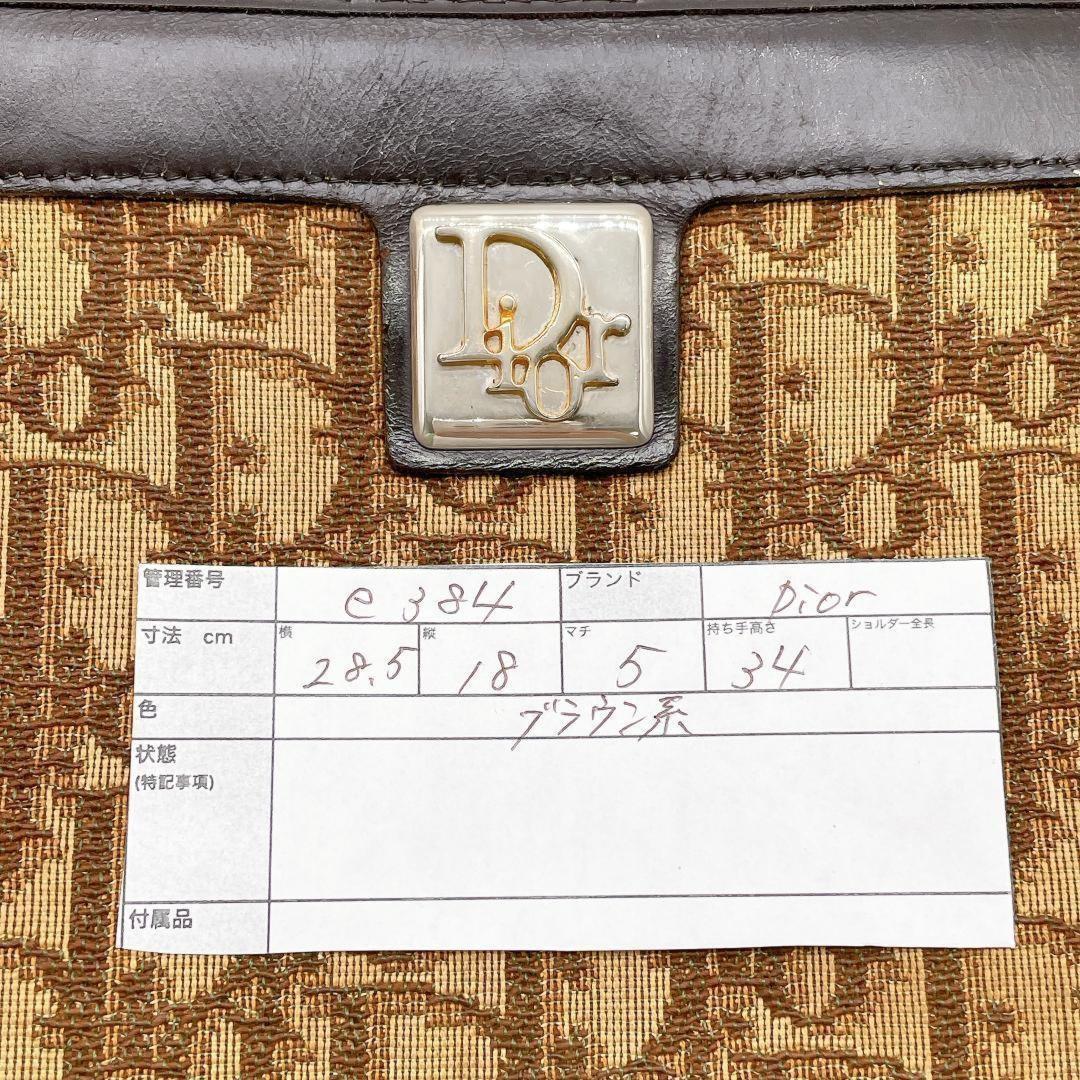 Dior
管理番号 e384 ブランド Dior
寸法 cm 横 28.5 縦 18 マチ 5 持ち手高さ 34 ショルダー全長
色 ブラウン系
状態
(特記事項)
付属品